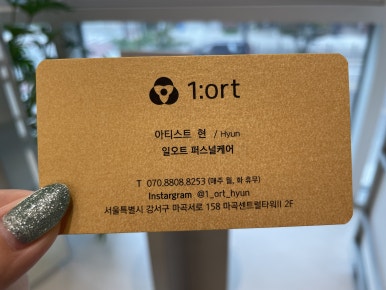 1:ort
아티스트 현 / Hyun
일오트 퍼스널케어
T 070.8808.8253 (매주 월, 화 휴무)
Instargram @1_ort_hyun
서울특별시 강서구 마곡서로 158 마곡센트럴타워II 2F